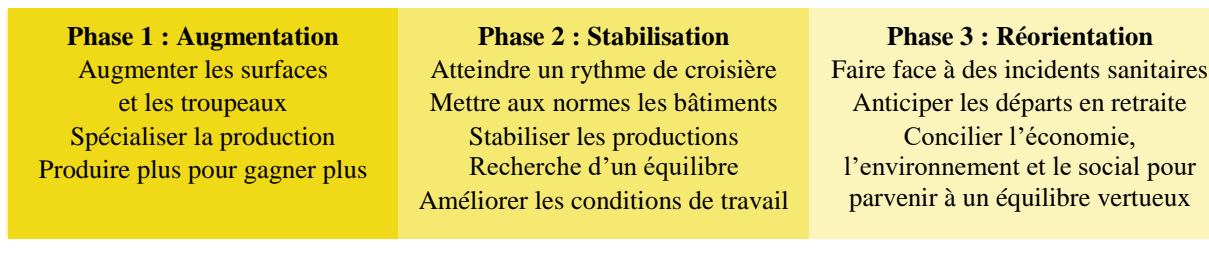 Phase 1 : Augmentation
Augmenter les surfaces
et les troupeaux
Spécialiser la production
Produire plus pour gagner plus
Phase 2 : Stabilisation
Atteindre un rythme de croisière
Mettre aux normes les bâtiments
Stabiliser les productions
Recherche d’un équilibre
Améliorer les conditions de travail
Phase 3 : Réorientation
Faire face à des incidents sanitaires
Anticiper les départs en retraite
Concilier l’économie,
l’environnement et le social pour
parvenir à un équilibre vertueux